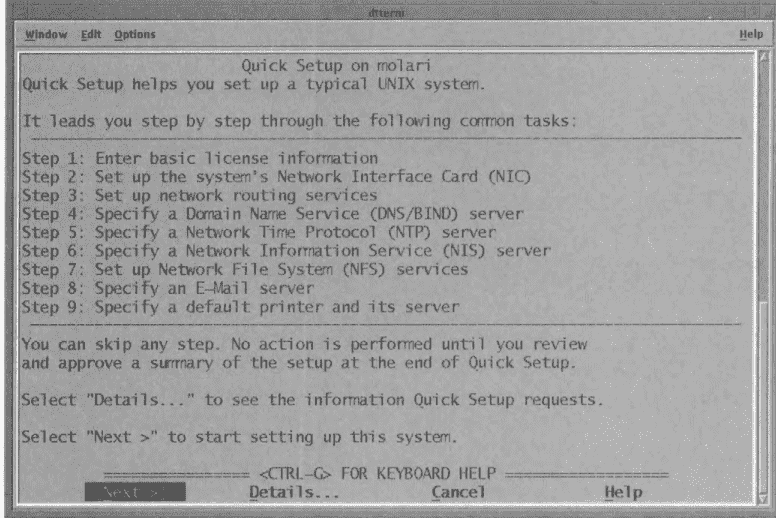 dtterm
Window Edit Options Help
Quick Setup on molari
Quick Setup helps you set up a typical UNIX system.
It leads you step by step through the following common tasks:
Step 1: Enter basic license information
Step 2: Set up the system's Network Interface Card (NIC)
Step 3: Set up network routing services
Step 4: Specify a Domain Name Service (DNS/BIND) server
Step 5: Specify a Network Time Protocol (NTP) server
Step 6: Specify a Network Information Service (NIS) server
Step 7: Set up Network File System (NFS) services
Step 8: Specify an E-Mail server
Step 9: Specify a default printer and its server
You can skip any step. No action is performed until you review
and approve a summary of the setup at the end of Quick Setup.
Select "Details..." to see the information Quick Setup requests.
Select "Next >" to start setting up this system.
=============== <CTRL-G> FOR KEYBOARD HELP =================
Next > Details... Cancel Help